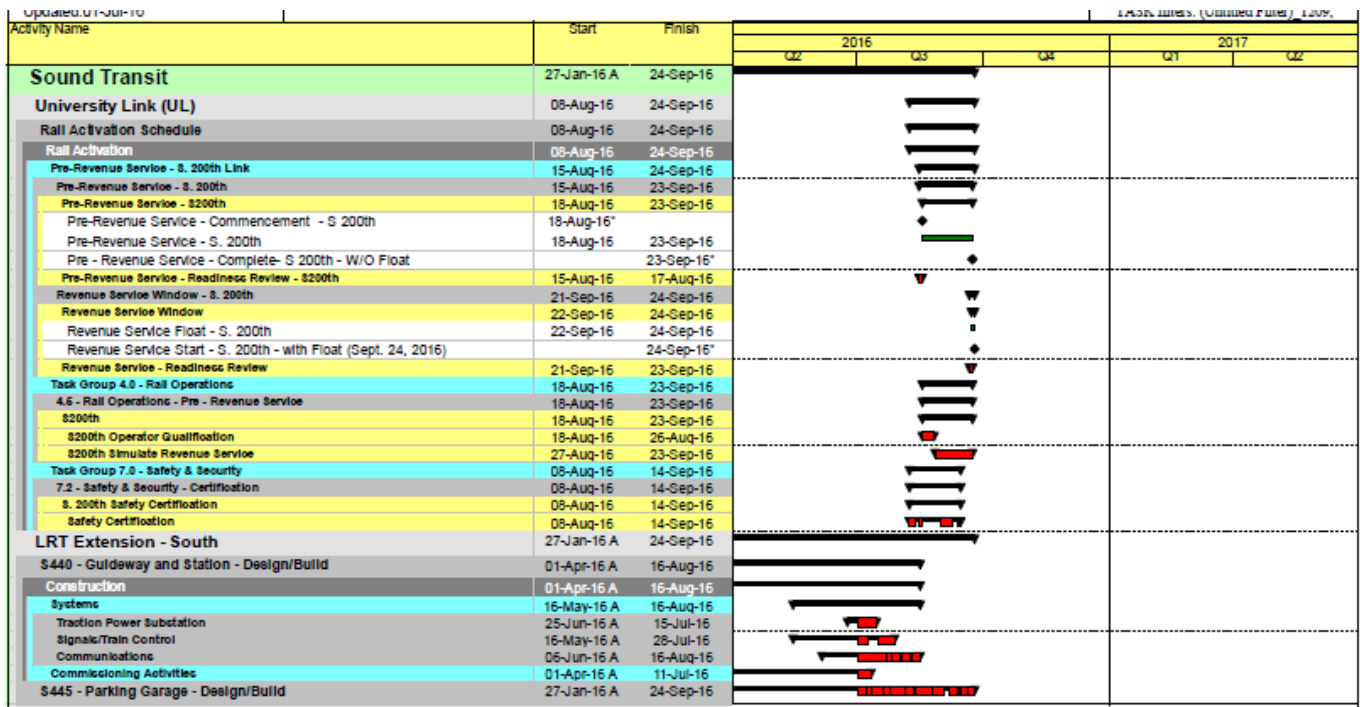 Updated:01-Jul-16 TASK filters: (Unified Filter)_1209,
Activity Name Start Finish
2016 2017
Q2 Q3 Q4 Q1 Q2
Sound Transit 27-Jan-16 A 24-Sep-16
University Link (UL) 08-Aug-16 24-Sep-16
Rail Activation Schedule 08-Aug-16 24-Sep-16
Rail Activation 08-Aug-16 24-Sep-16
Pre-Revenue Service - S. 200th Link 15-Aug-16 24-Sep-16
Pre-Revenue Service - S. 200th 15-Aug-16 23-Sep-16
Pre-Revenue Service - S200th 18-Aug-16 23-Sep-16
Pre-Revenue Service - Commencement - S 200th 18-Aug-16*
Pre-Revenue Service - S. 200th 18-Aug-16 23-Sep-16
Pre - Revenue Service - Complete- S 200th - W/O Float 23-Sep-16*
Pre-Revenue Service - Readiness Review - S200th 15-Aug-16 17-Aug-16
Revenue Service Window - S. 200th 21-Sep-16 24-Sep-16
Revenue Service Window 22-Sep-16 24-Sep-16
Revenue Service Float - S. 200th 22-Sep-16 24-Sep-16
Revenue Service Start - S. 200th - with Float (Sept. 24, 2016) 24-Sep-16*
Revenue Service - Readiness Review 21-Sep-16 23-Sep-16
Task Group 4.0 - Rail Operations 18-Aug-16 23-Sep-16
4.6 - Rail Operations - Pre - Revenue Service 18-Aug-16 23-Sep-16
S200th 18-Aug-16 23-Sep-16
S200th Operator Qualification 18-Aug-16 26-Aug-16
S200th Simulate Revenue Service 27-Aug-16 23-Sep-16
Task Group 7.0 - Safety & Security 08-Aug-16 14-Sep-16
7.2 - Safety & Security - Certification 08-Aug-16 14-Sep-16
S. 200th Safety Certification 08-Aug-16 14-Sep-16
Safety Certification 08-Aug-16 14-Sep-16
LRT Extension - South 27-Jan-16 A 24-Sep-16
S440 - Guideway and Station - Design/Build 01-Apr-16 A 16-Aug-16
Construction 01-Apr-16 A 16-Aug-16
Systems 16-May-16 A 16-Aug-16
Traction Power Substation 25-Jun-16 A 15-Jul-16
Signals/Train Control 16-May-16 A 28-Jul-16
Communications 06-Jun-16 A 16-Aug-16
Commissioning Activities 01-Apr-16 A 11-Jul-16
S445 - Parking Garage - Design/Build 27-Jan-16 A 24-Sep-16